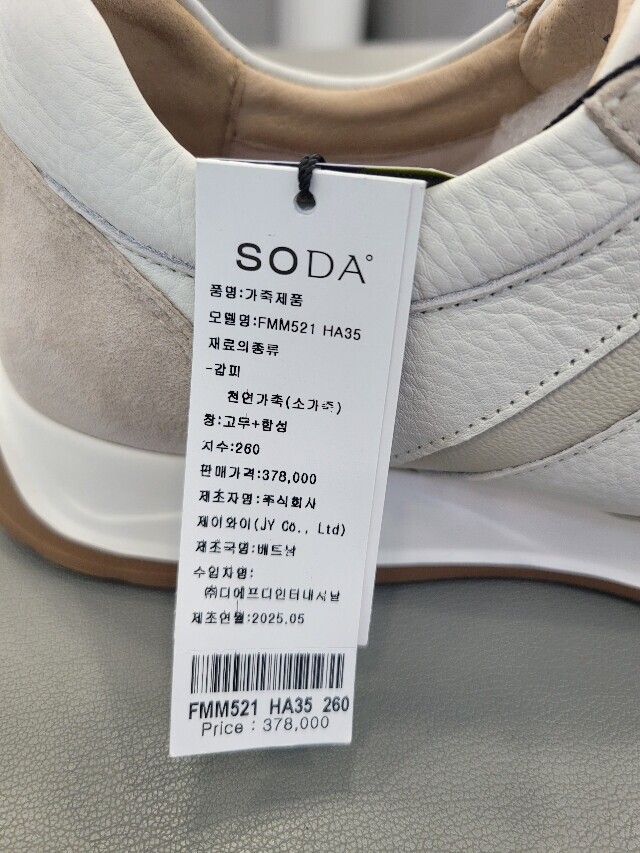 SODA°
품명:가죽제품
모델명:FMM521 HA35
재료의종류
-갑피
천연가죽(소가죽)
창:고무+합성
치수:260
판매가격:378,000
제조자명:주식회사
제이와이(JY Co., Ltd)
제조국명:베트남
수입자명:
㈜디에프디인터내셔날
제조연월:2025.05
FMM521 HA35 260
Price : 378,000